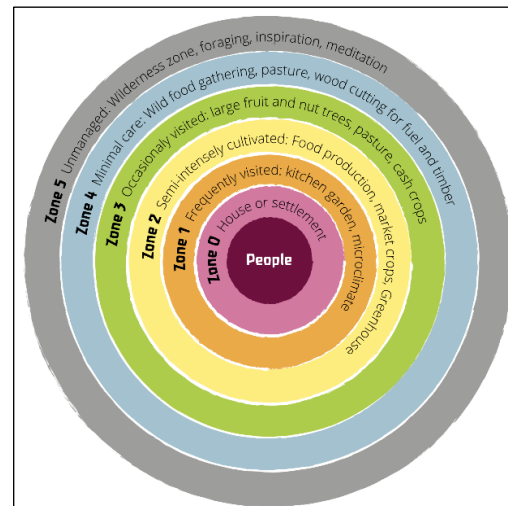 Zone 5 Unmanaged: Wilderness zone, foraging, inspiration, meditation
Zone 4 Minimal care: Wild food gathering, pasture, wood cutting for fuel and timber
Zone 3 Occasionaly visited: large fruit and nut trees, pasture, cash crops
Zone 2 Semi-intensely cultivated: Food production, market crops, Greenhouse
Zone 1 Frequently visited: kitchen garden, microclimate
Zone 0 House or settlement
People